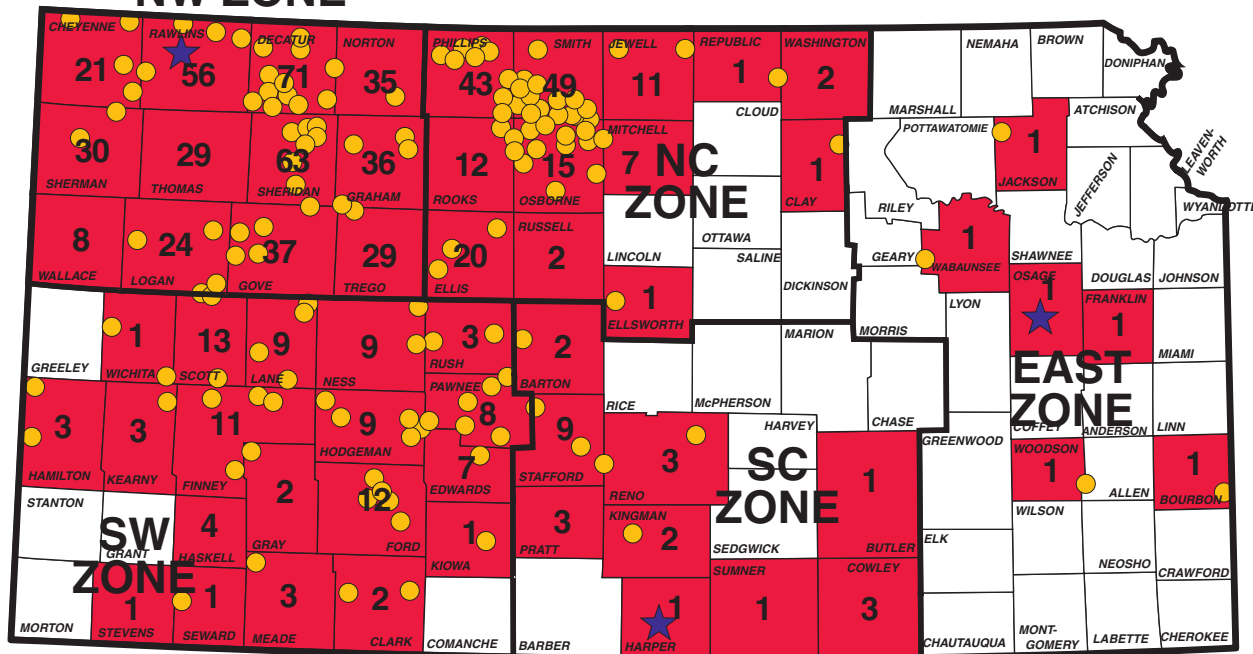 NW ZONE
CHEYENNE
21
RAWLINS
56
DECATUR
71
NORTON
35
PHILLIPS
43
SMITH
49
JEWELL
11
REPUBLIC
1
WASHINGTON
2
MARSHALL
NEMAHA
BROWN
DONIPHAN
30
SHERMAN
29
THOMAS
63
SHERIDAN
36
GRAHAM
12
ROOKS
15
OSBORNE
MITCHELL
7
CLOUD
1
CLAY
NC
ZONE
POTTAWATOMIE
1
JACKSON
ATCHISON
JEFFERSON
LEAVEN-
WORTH
WYANDOTTE
RILEY
8
WALLACE
24
LOGAN
37
GOVE
29
TREGO
20
ELLIS
RUSSELL
2
LINCOLN
OTTAWA
SALINE
DICKINSON
GEARY
1
WABAUNSEE
SHAWNEE
DOUGLAS
JOHNSON
1
ELLSWORTH
MORRIS
LYON
OSAGE
1
FRANKLIN
1
MIAMI
GREELEY
1
WICHITA
13
SCOTT
9
LANE
9
NESS
3
RUSH
2
BARTON
RICE
McPHERSON
MARION
CHASE
EAST
ZONE
COFFEY
ANDERSON
LINN
3
HAMILTON
3
KEARNY
11
FINNEY
9
HODGEMAN
PAWNEE
8
9
STAFFORD
3
RENO
HARVEY
SC
ZONE
1
BUTLER
GREENWOOD
WOODSON
1
ALLEN
1
BOURBON
STANTON
GRANT
SW
ZONE
4
HASKELL
2
GRAY
12
FORD
7
EDWARDS
1
KIOWA
3
PRATT
KINGMAN
2
SEDGWICK
ELK
WILSON
NEOSHO
CRAWFORD
MORTON
1
STEVENS
1
SEWARD
3
MEADE
2
CLARK
COMANCHE
BARBER
1
HARPER
SUMNER
1
COWLEY
3
CHAUTAUQUA
MONT-
GOMERY
LABETTE
CHEROKEE